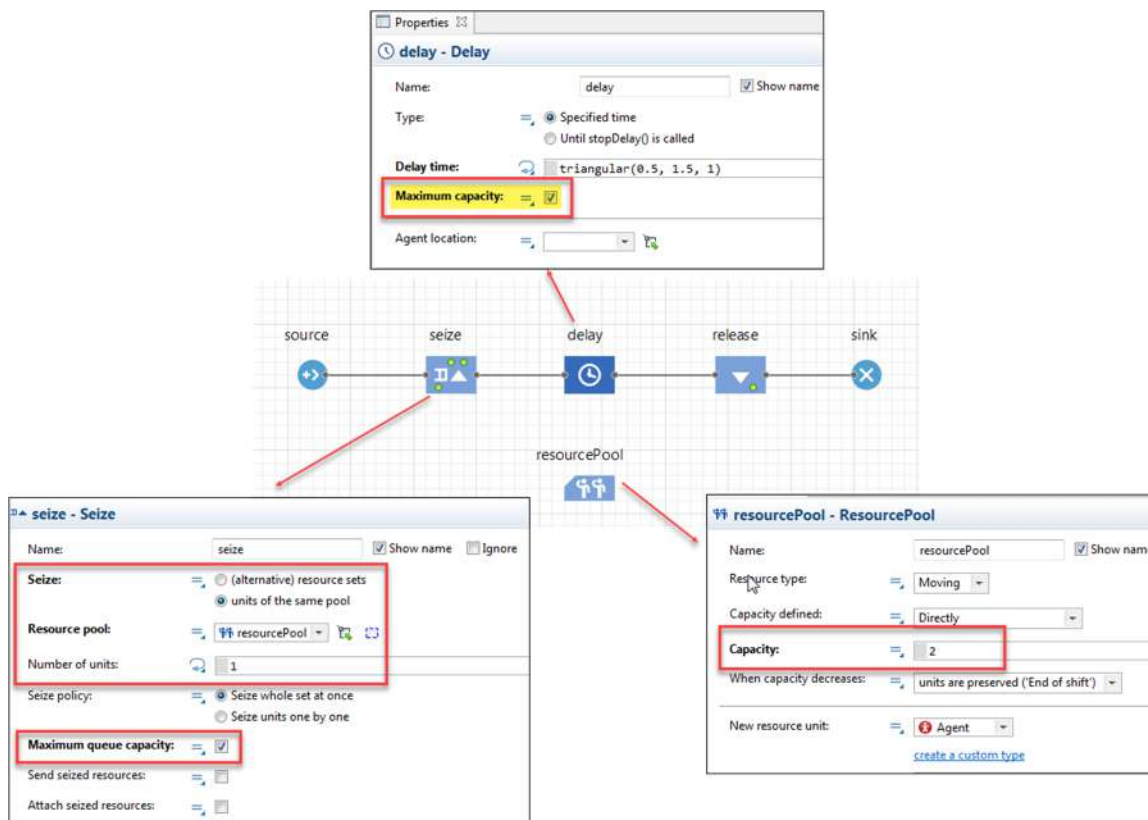 Properties
delay - Delay
Name: delay Show name
Type: Specified time
Until stopDelay() is called
Delay time: triangular(0.5, 1.5, 1)
Maximum capacity:
Agent location:
source seize delay release sink
resourcePool
seize - Seize
Name: seize Show name Ignore
Seize: (alternative) resource sets
units of the same pool
Resource pool: resourcePool
Number of units: 1
Seize policy: Seize whole set at once
Seize units one by one
Maximum queue capacity:
Send seized resources:
Attach seized resources:
resourcePool - ResourcePool
Name: resourcePool Show name
Resource type: Moving
Capacity defined: Directly
Capacity: 2
When capacity decreases: units are preserved ('End of shift')
New resource unit: Agent
create a custom type